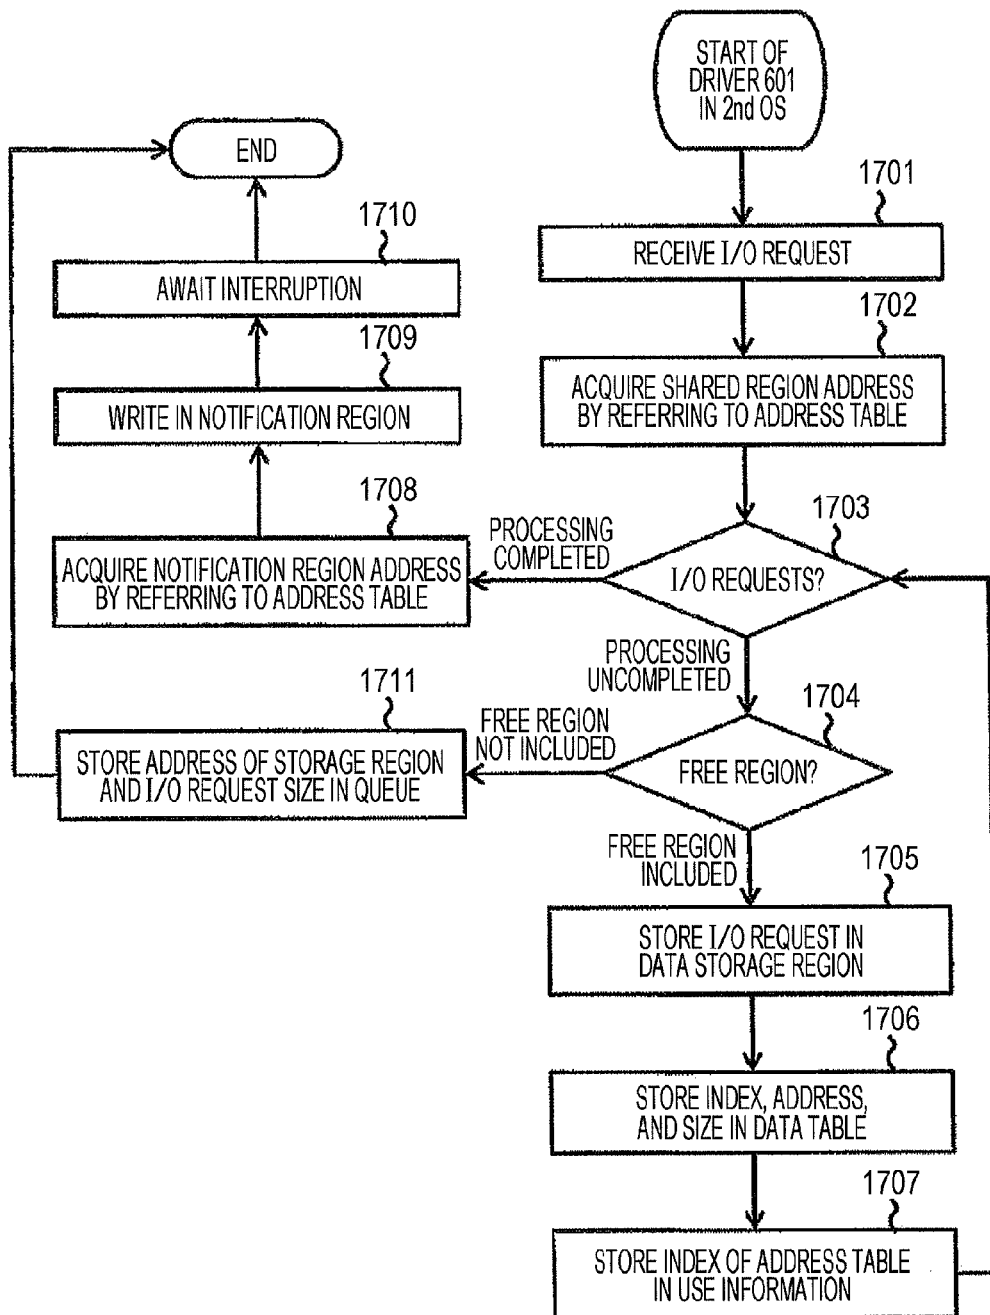 START OF
DRIVER 601
IN 2nd OS
1701
RECEIVE I/O REQUEST
1702
ACQUIRE SHARED REGION ADDRESS
BY REFERRING TO ADDRESS TABLE
1703
I/O REQUESTS?
PROCESSING
COMPLETED
PROCESSING
UNCOMPLETED
1704
FREE REGION?
FREE REGION
NOT INCLUDED
FREE REGION
INCLUDED
1705
STORE I/O REQUEST IN
DATA STORAGE REGION
1706
STORE INDEX, ADDRESS,
AND SIZE IN DATA TABLE
1707
STORE INDEX OF ADDRESS TABLE
IN USE INFORMATION
1708
ACQUIRE NOTIFICATION REGION ADDRESS
BY REFERRING TO ADDRESS TABLE
1709
WRITE IN NOTIFICATION REGION
1710
AWAIT INTERRUPTION
END
1711
STORE ADDRESS OF STORAGE REGION
AND I/O REQUEST SIZE IN QUEUE